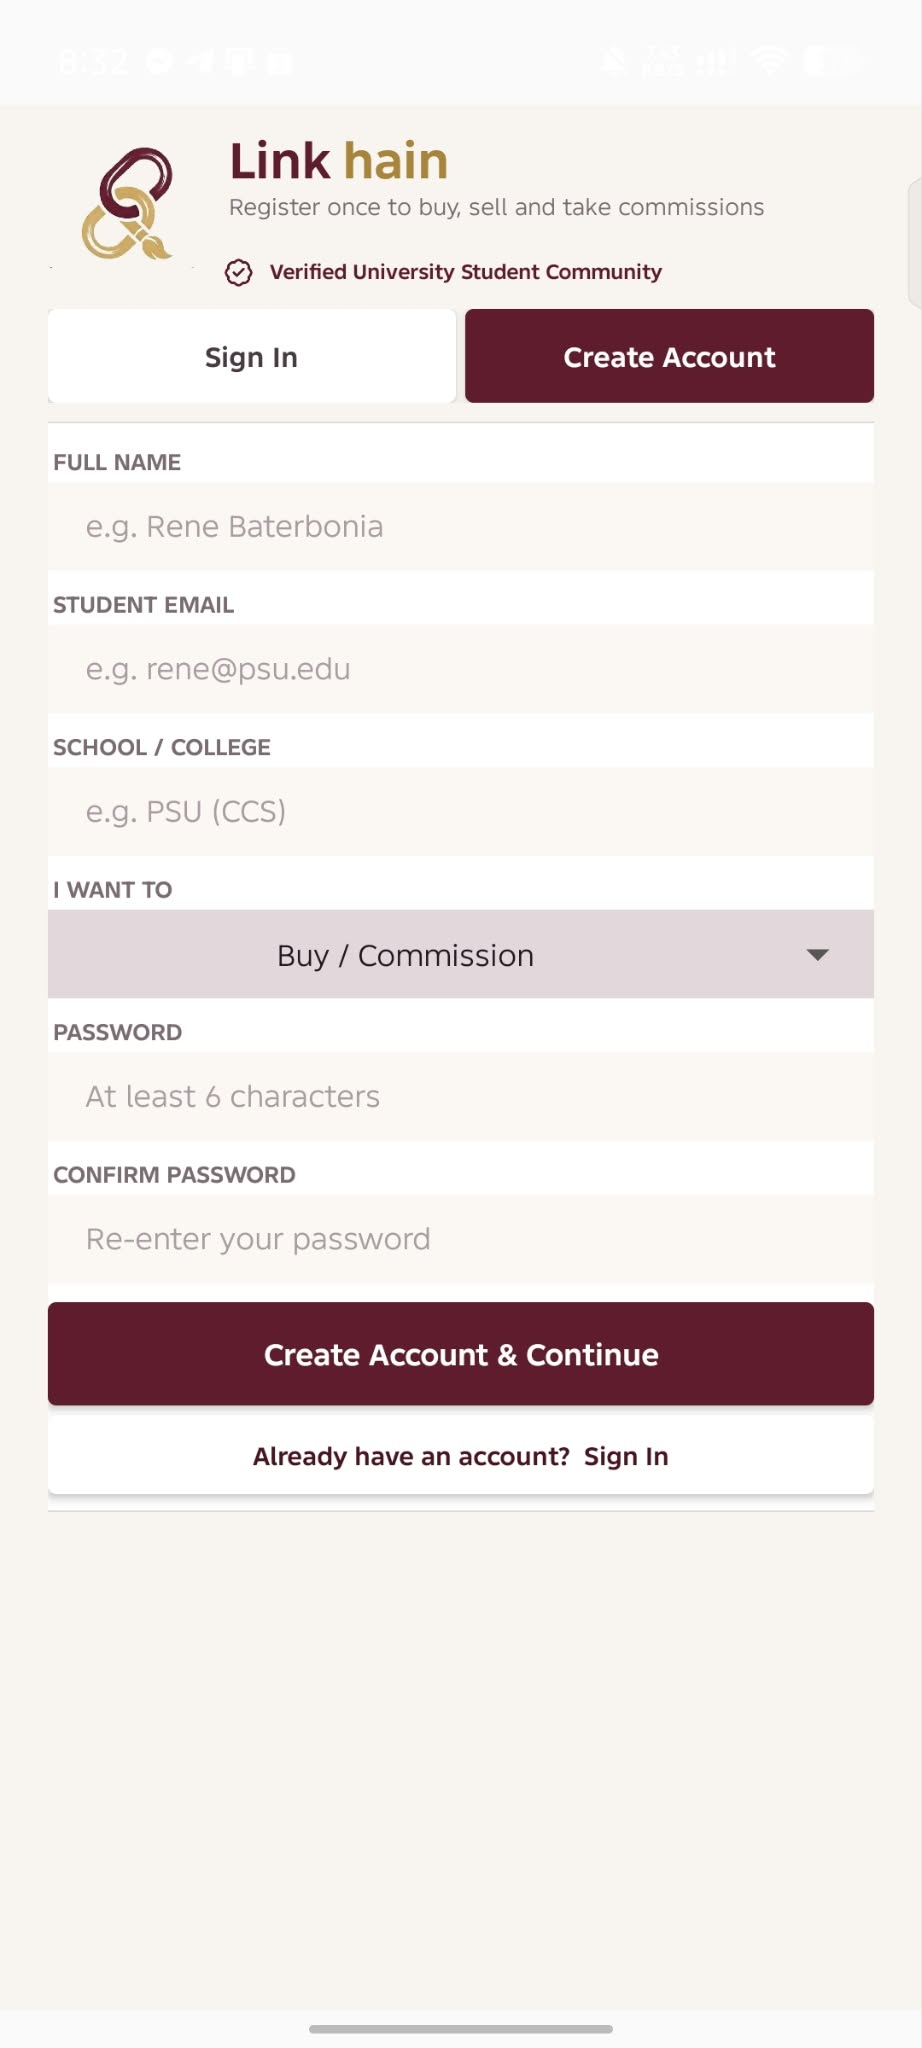 8:32
Link hain
Register once to buy, sell and take commissions
Verified University Student Community
Sign In
Create Account
FULL NAME
e.g. Rene Baterbonia
STUDENT EMAIL
e.g. rene@psu.edu
SCHOOL / COLLEGE
e.g. PSU (CCS)
I WANT TO
Buy / Commission
PASSWORD
At least 6 characters
CONFIRM PASSWORD
Re-enter your password
Create Account & Continue
Already have an account? Sign In